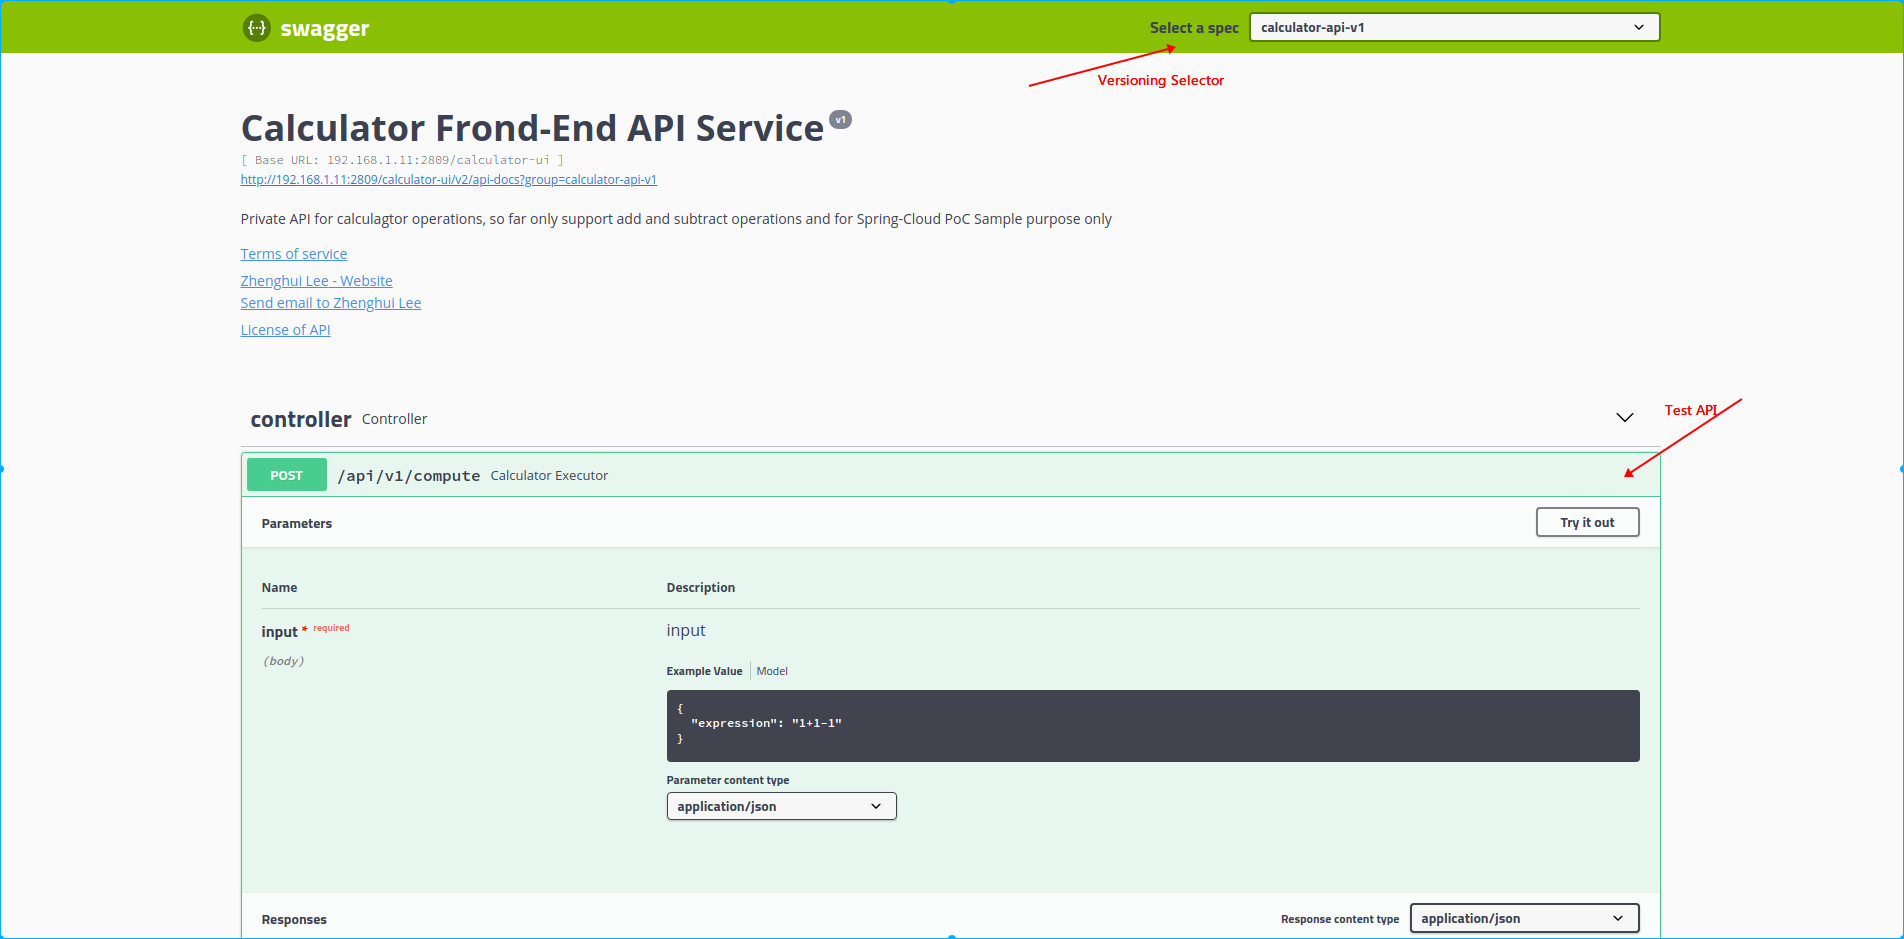 {···} swagger
Select a spec calculator-api-v1
Versioning Selector
Calculator Frond-End API Service v1
[ Base URL: 192.168.1.11:2809/calculator-ui ]
http://192.168.1.11:2809/calculator-ui/v2/api-docs?group=calculator-api-v1
Private API for calculagtor operations, so far only support add and subtract operations and for Spring-Cloud PoC Sample purpose only
Terms of service
Zhenghui Lee - Website
Send email to Zhenghui Lee
License of API
controller Controller
Test API
POST /api/v1/compute Calculator Executor
Parameters Try it out
Name Description
input * required input
(body)
Example Value Model
{
"expression": "1+1-1"
}
Parameter content type
application/json
Responses Response content type application/json